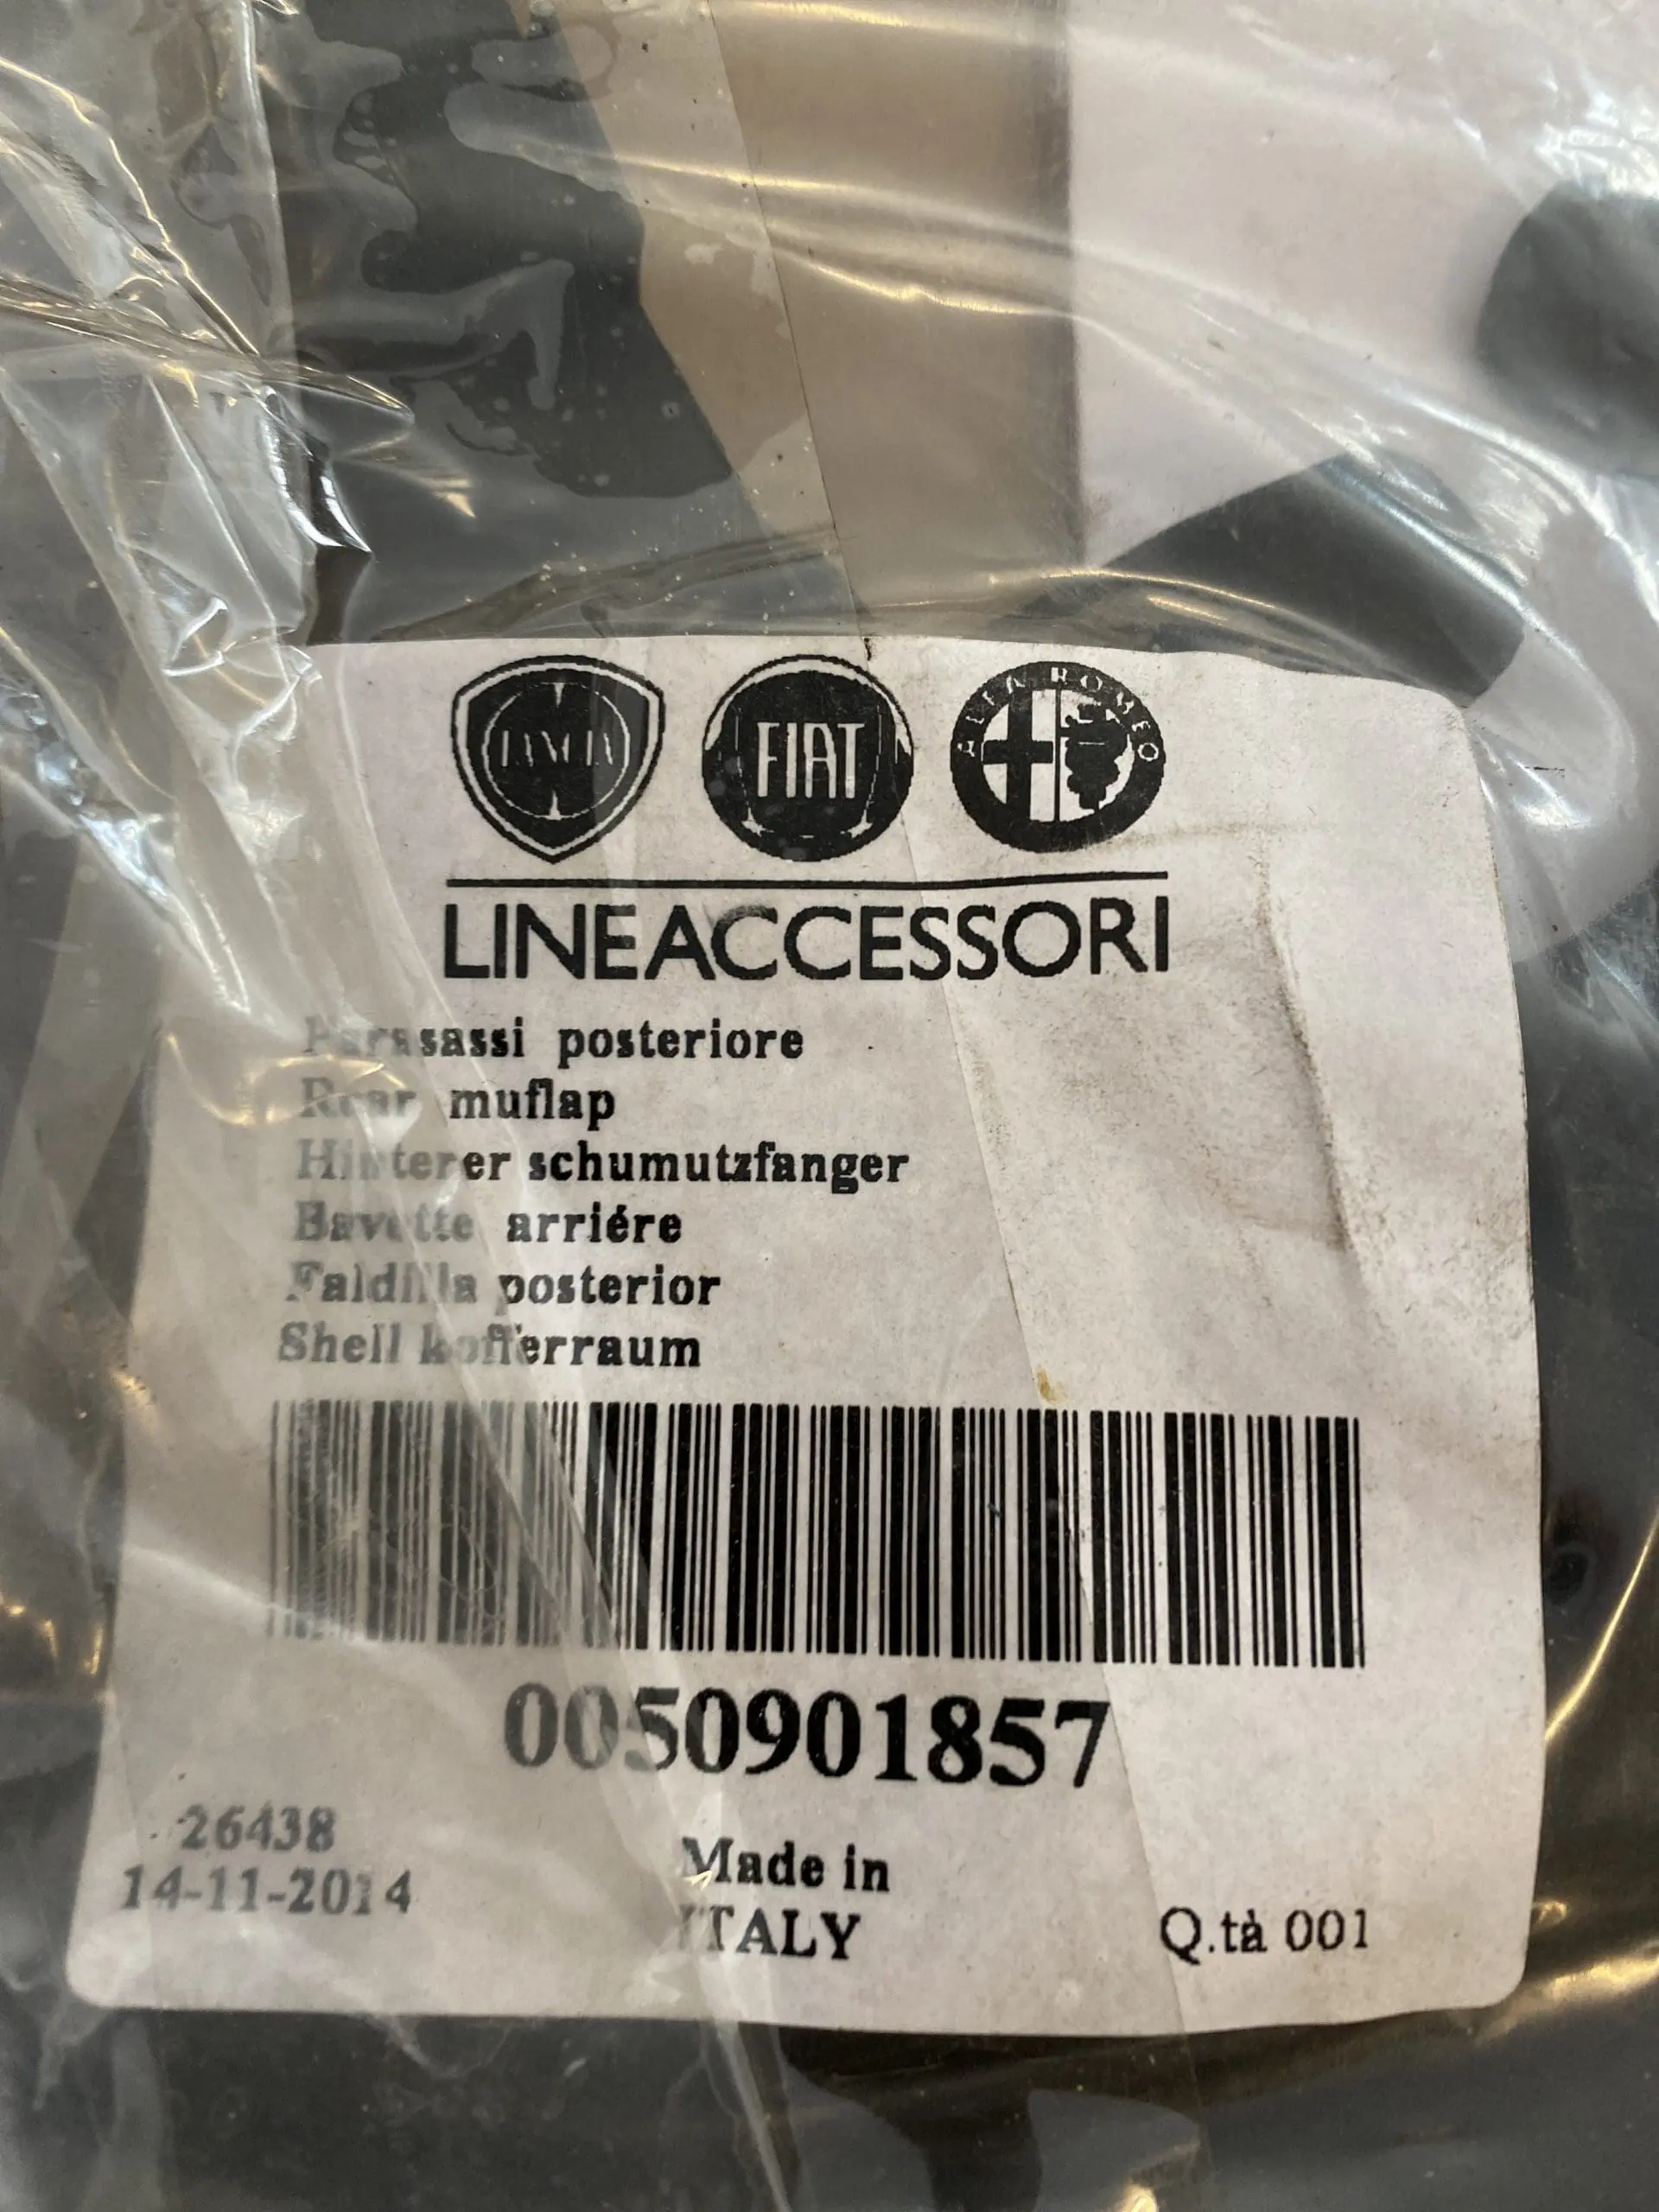 LANCIA FIAT ALFA ROMEO
LINEACCESSORI
Parasassi posteriore
Rear muflap
Hinterer schumutzfanger
Bavette arriére
Faldilla posterior
Shell kofferraum
0050901857
26438
14-11-2014
Made in
ITALY
Q.tà 001